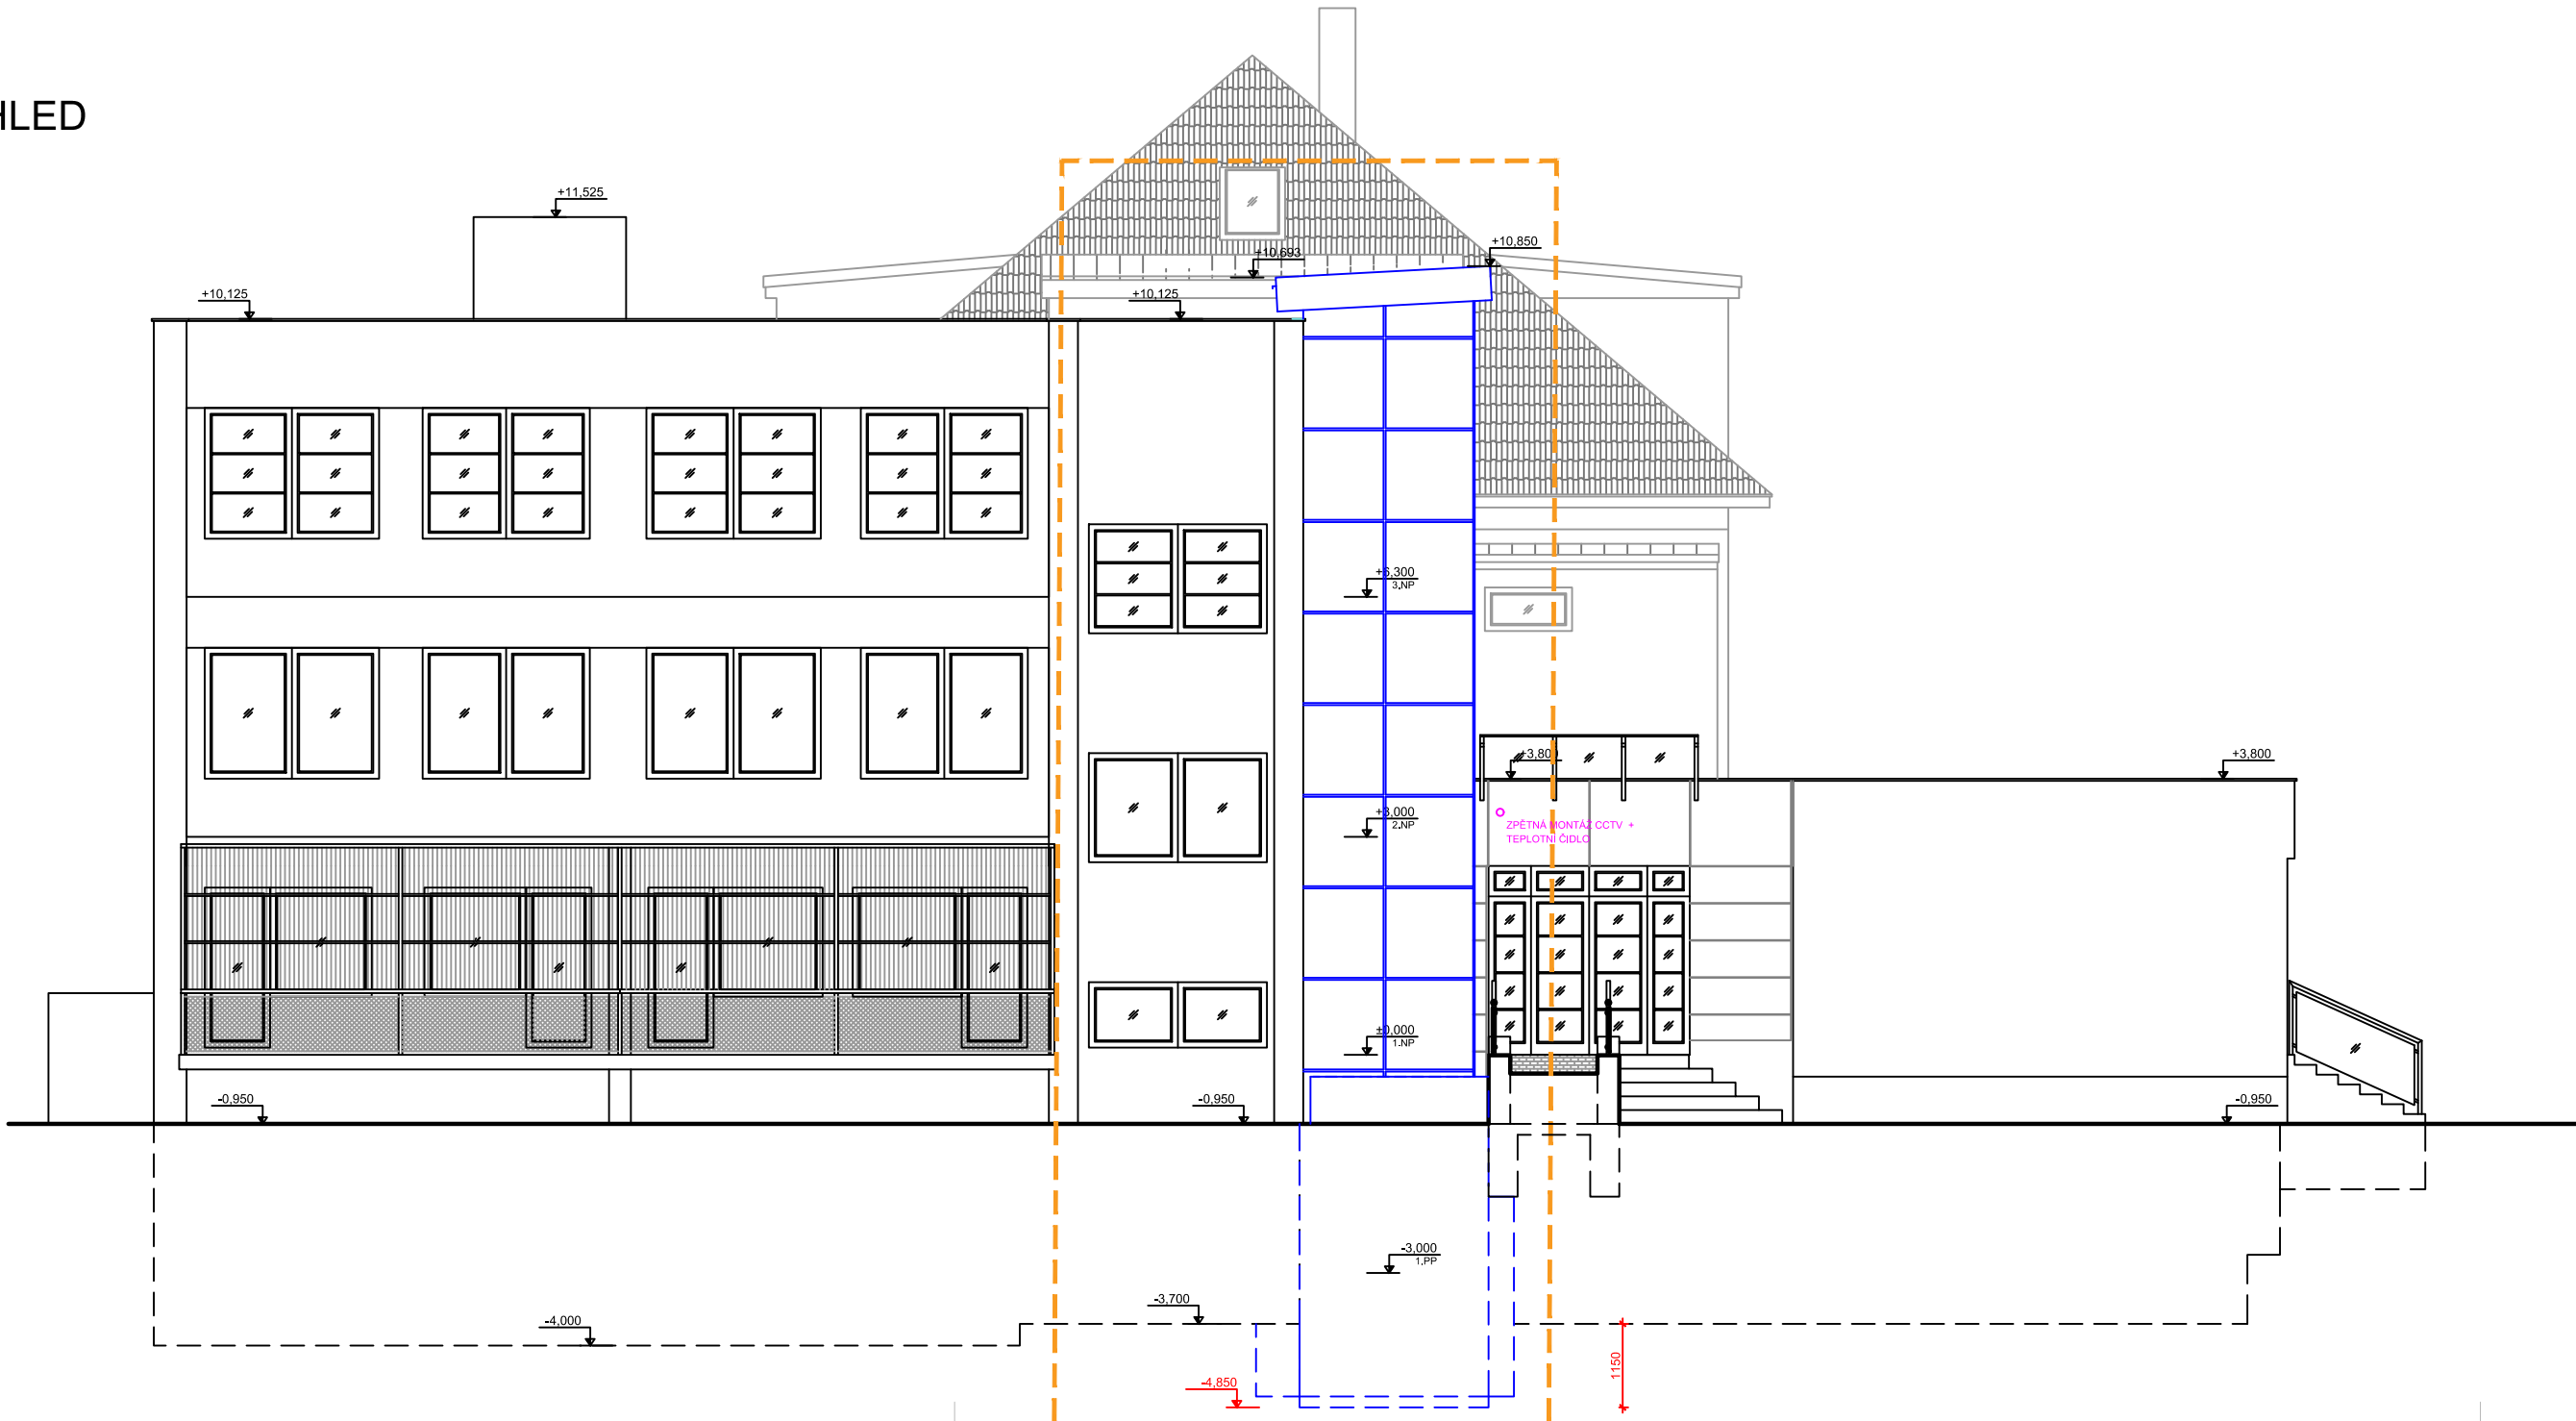 HLED
+11,525
+10,850
+10,693
+10,125
+10,125
+6,300
3.NP
+3,800
+3,800
+3,000
2.NP
ZPĚTNÁ MONTÁŽ CCTV +
TEPLOTNÍ ČIDLO
±0,000
1.NP
-0,950
-0,950
-0,950
-3,000
1.PP
-3,700
-4,000
1150
-4,850